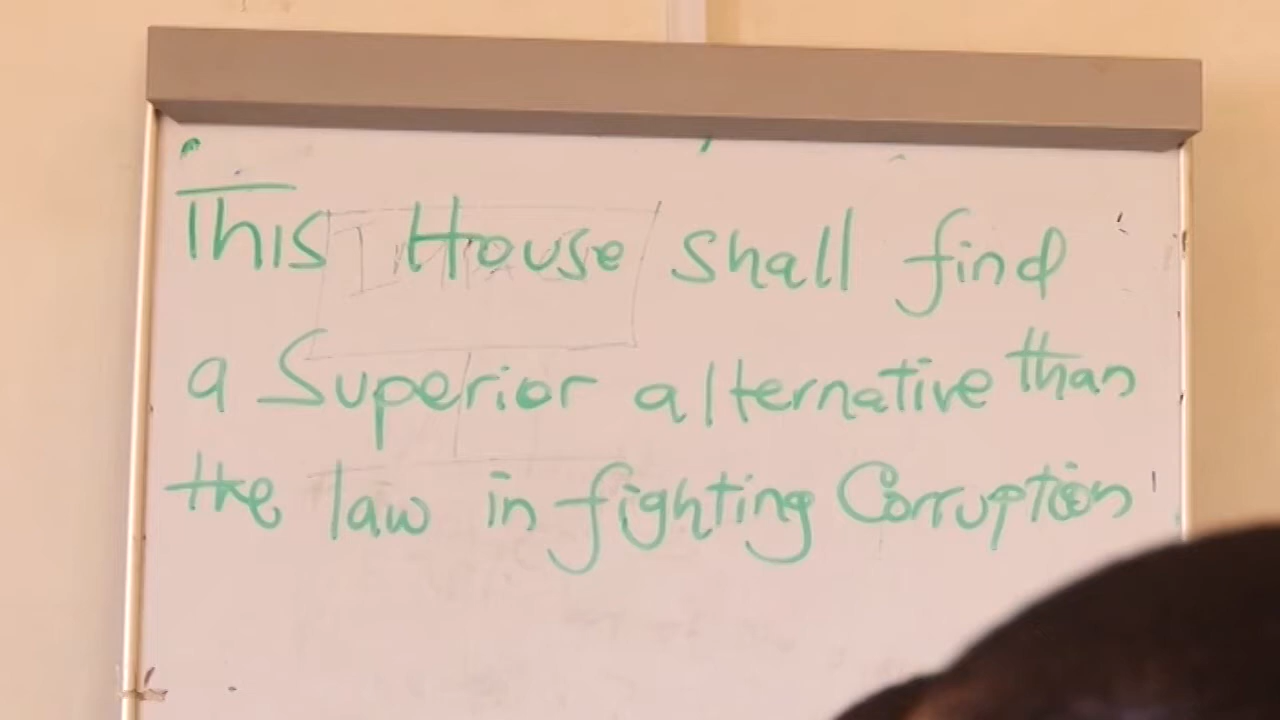 This House shall find
a Superior alternative than
the law in fighting Corruption